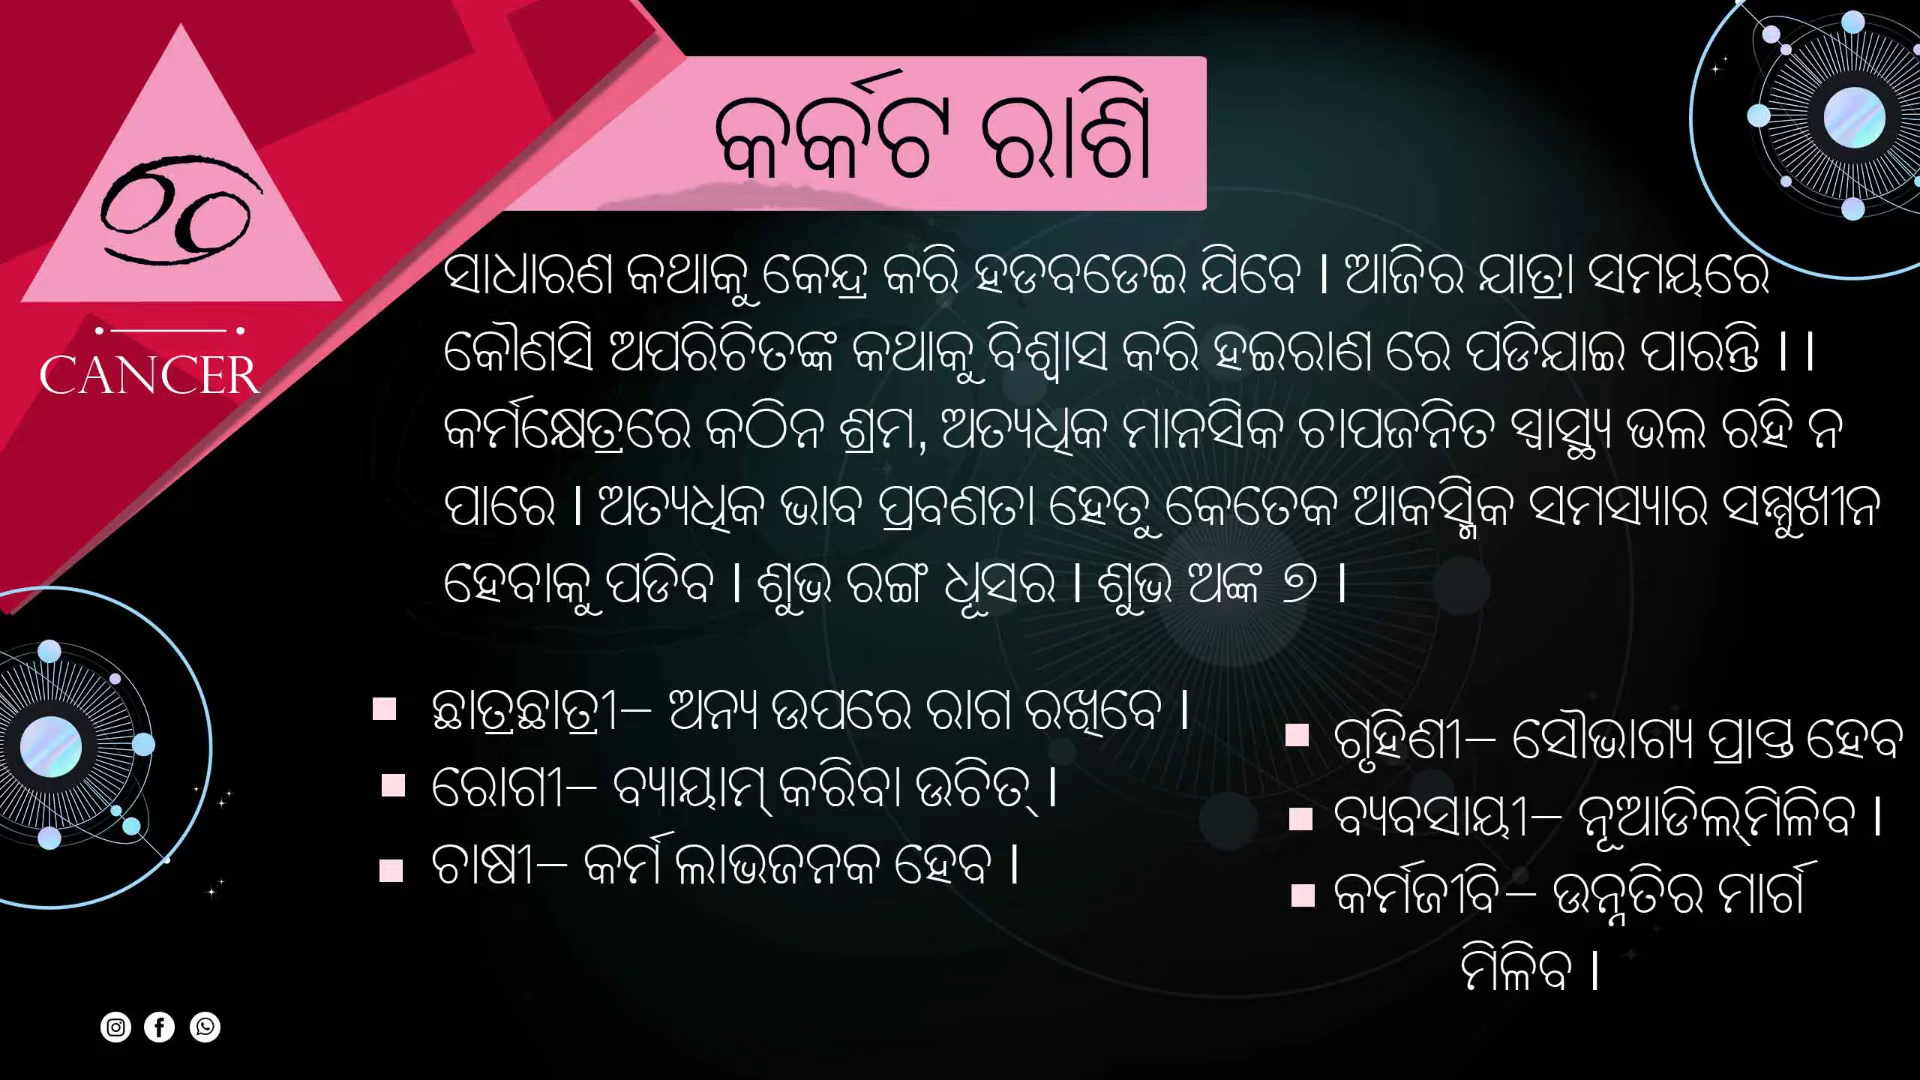 କର୍କଟ ରାଶି
CANCER
ସାଧାରଣ କଥାକୁ କେନ୍ଦ୍ର କରି ହଡବଡେଇ ଯିବେ । ଆଜିର ଯାତ୍ରା ସମୟରେ
କୌଣସି ଅପରିଚିତଙ୍କ କଥାକୁ ବିଶ୍ୱାସ କରି ହଇରାଣ ରେ ପଡିଯାଇ ପାରନ୍ତି । ।
କର୍ମକ୍ଷେତ୍ରରେ କଠିନ ଶ୍ରମ, ଅତ୍ୟଧିକ ମାନସିକ ଚାପଜନିତ ସ୍ୱାସ୍ଥ୍ୟ ଭଲ ରହି ନ
ପାରେ । ଅତ୍ୟଧିକ ଭାବ ପ୍ରବଣତା ହେତୁ କେତେକ ଆକସ୍ମିକ ସମସ୍ୟାର ସମ୍ମୁଖୀନ
ହେବାକୁ ପଡିବ । ଶୁଭ ରଙ୍ଗ ଧୂସର । ଶୁଭ ଅଙ୍କ ୭ ।
ଛାତ୍ରଛାତ୍ରୀ– ଅନ୍ୟ ଉପରେ ରାଗ ରଖିବେ ।
ରୋଗୀ– ବ୍ୟାୟାମ୍ କରିବା ଉଚିତ୍ ।
ଚାଷୀ– କର୍ମ ଲାଭଜନକ ହେବ ।
ଗୃହିଣୀ– ସୌଭାଗ୍ୟ ପ୍ରାପ୍ତ ହେବ
ବ୍ୟବସାୟୀ– ନୂଆଡିଲ୍‌ମିଳିବ ।
କର୍ମଜୀବି– ଉନ୍ନତିର ମାର୍ଗ
ମିଳିବ ।